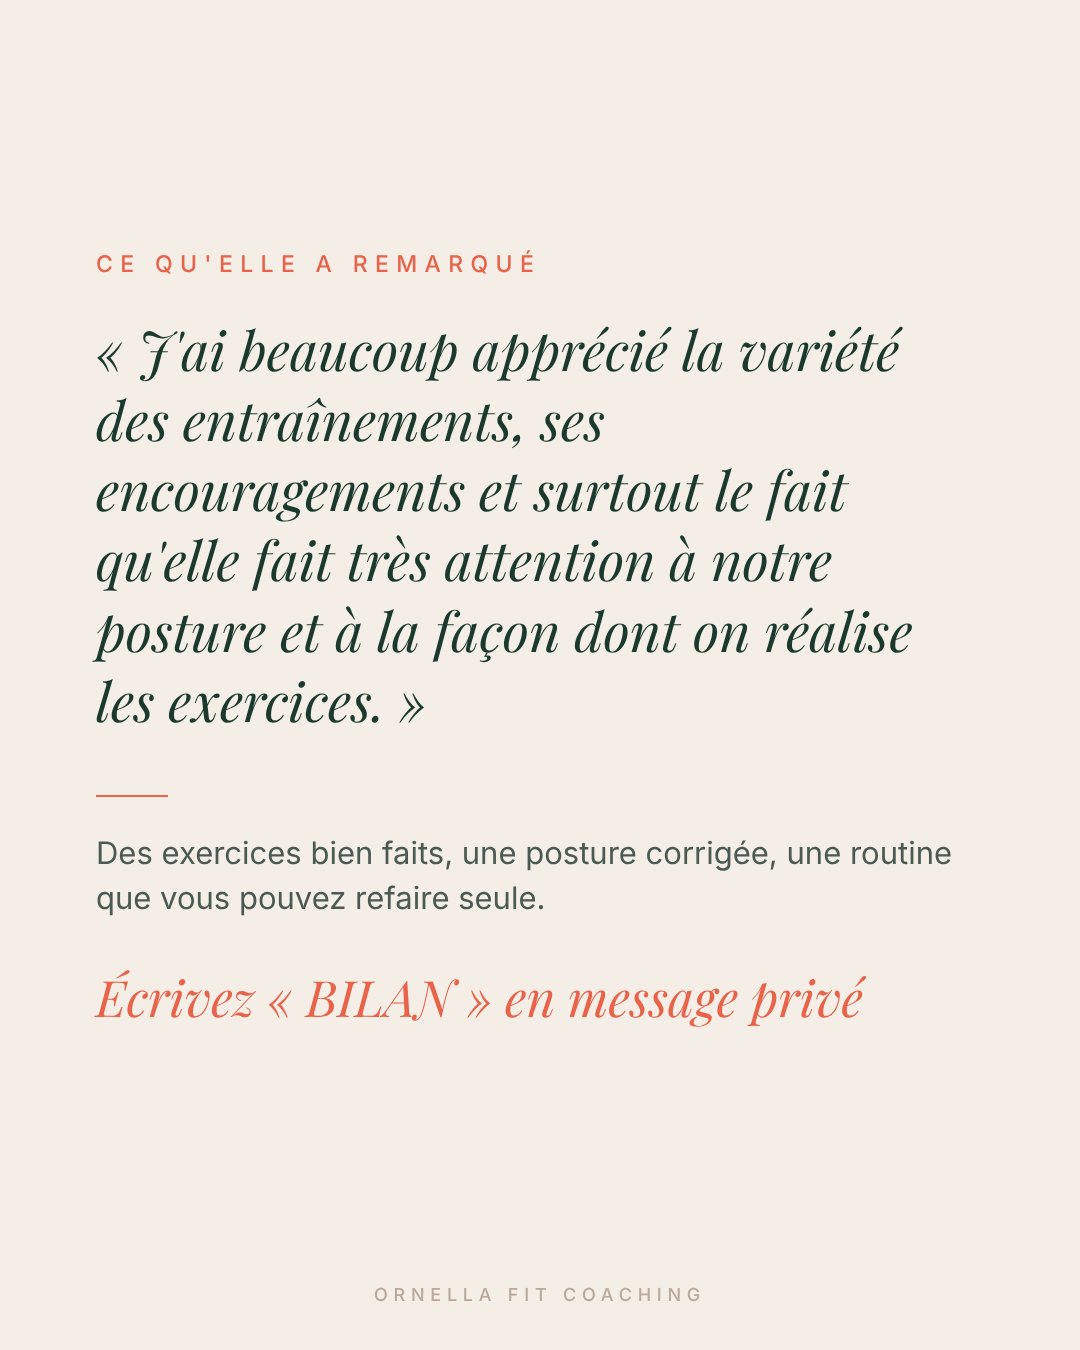 CE QU'ELLE A REMARQUÉ
« J'ai beaucoup apprécié la variété
des entraînements, ses
encouragements et surtout le fait
qu'elle fait très attention à notre
posture et à la façon dont on réalise
les exercices. »
Des exercices bien faits, une posture corrigée, une routine
que vous pouvez refaire seule.
Écrivez « BILAN » en message privé
ORNELLA FIT COACHING